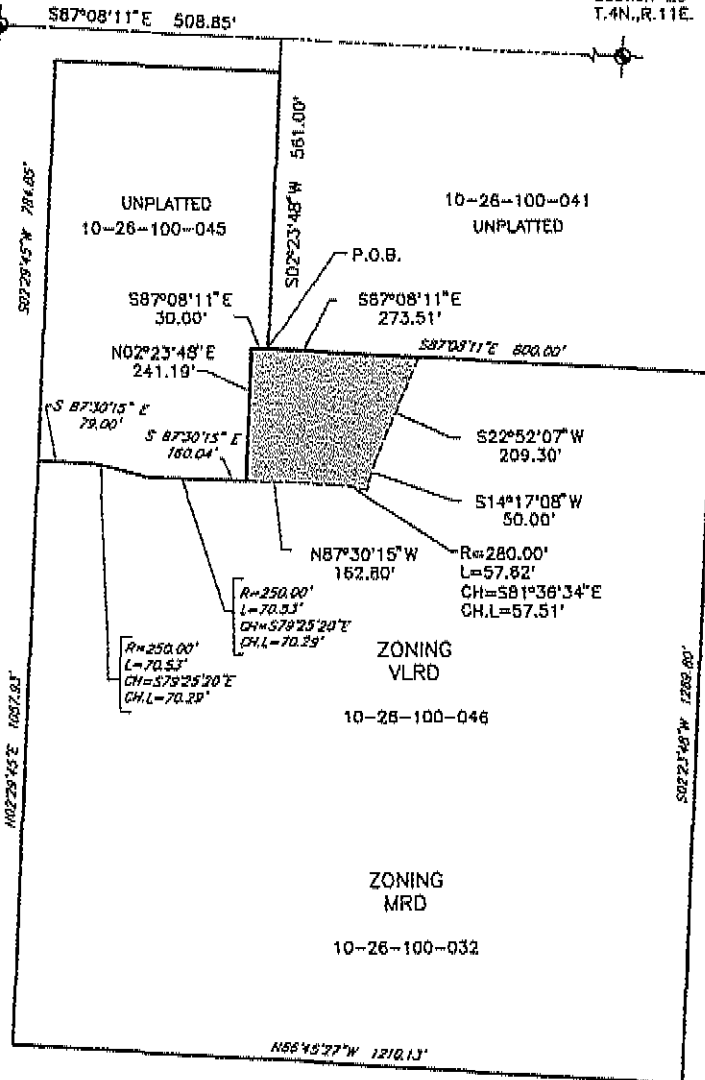 S87°08'11"E 508.85'
T.4N.,R.11E.
S02°23'48"W 561.00'
S02°29'45"W 784.85'
UNPLATTED
10-26-100-045
10-26-100-041
UNPLATTED
P.O.B.
S87°08'11"E
30.00'
S87°08'11"E
273.51'
S87°08'11"E 600.00'
N02°23'48"E
241.19'
S 87°30'15" E
79.00'
S 87°30'15" E
160.04'
S22°52'07"W
209.30'
S14°17'08"W
50.00'
N87°30'15"W
162.80'
R=280.00'
L=57.62'
CH=S81°36'34"E
CH.L=57.51'
R=250.00'
L=70.53'
CH=S79°25'20"E
CH.L=70.29'
R=250.00'
L=70.53'
CH=S79°25'20"E
CH.L=70.29'
ZONING
VLRD
10-26-100-046
N02°29'45"E 1057.93'
S02°23'48"W 1269.80'
ZONING
MRD
10-26-100-032
N86°45'27"W 1210.13'